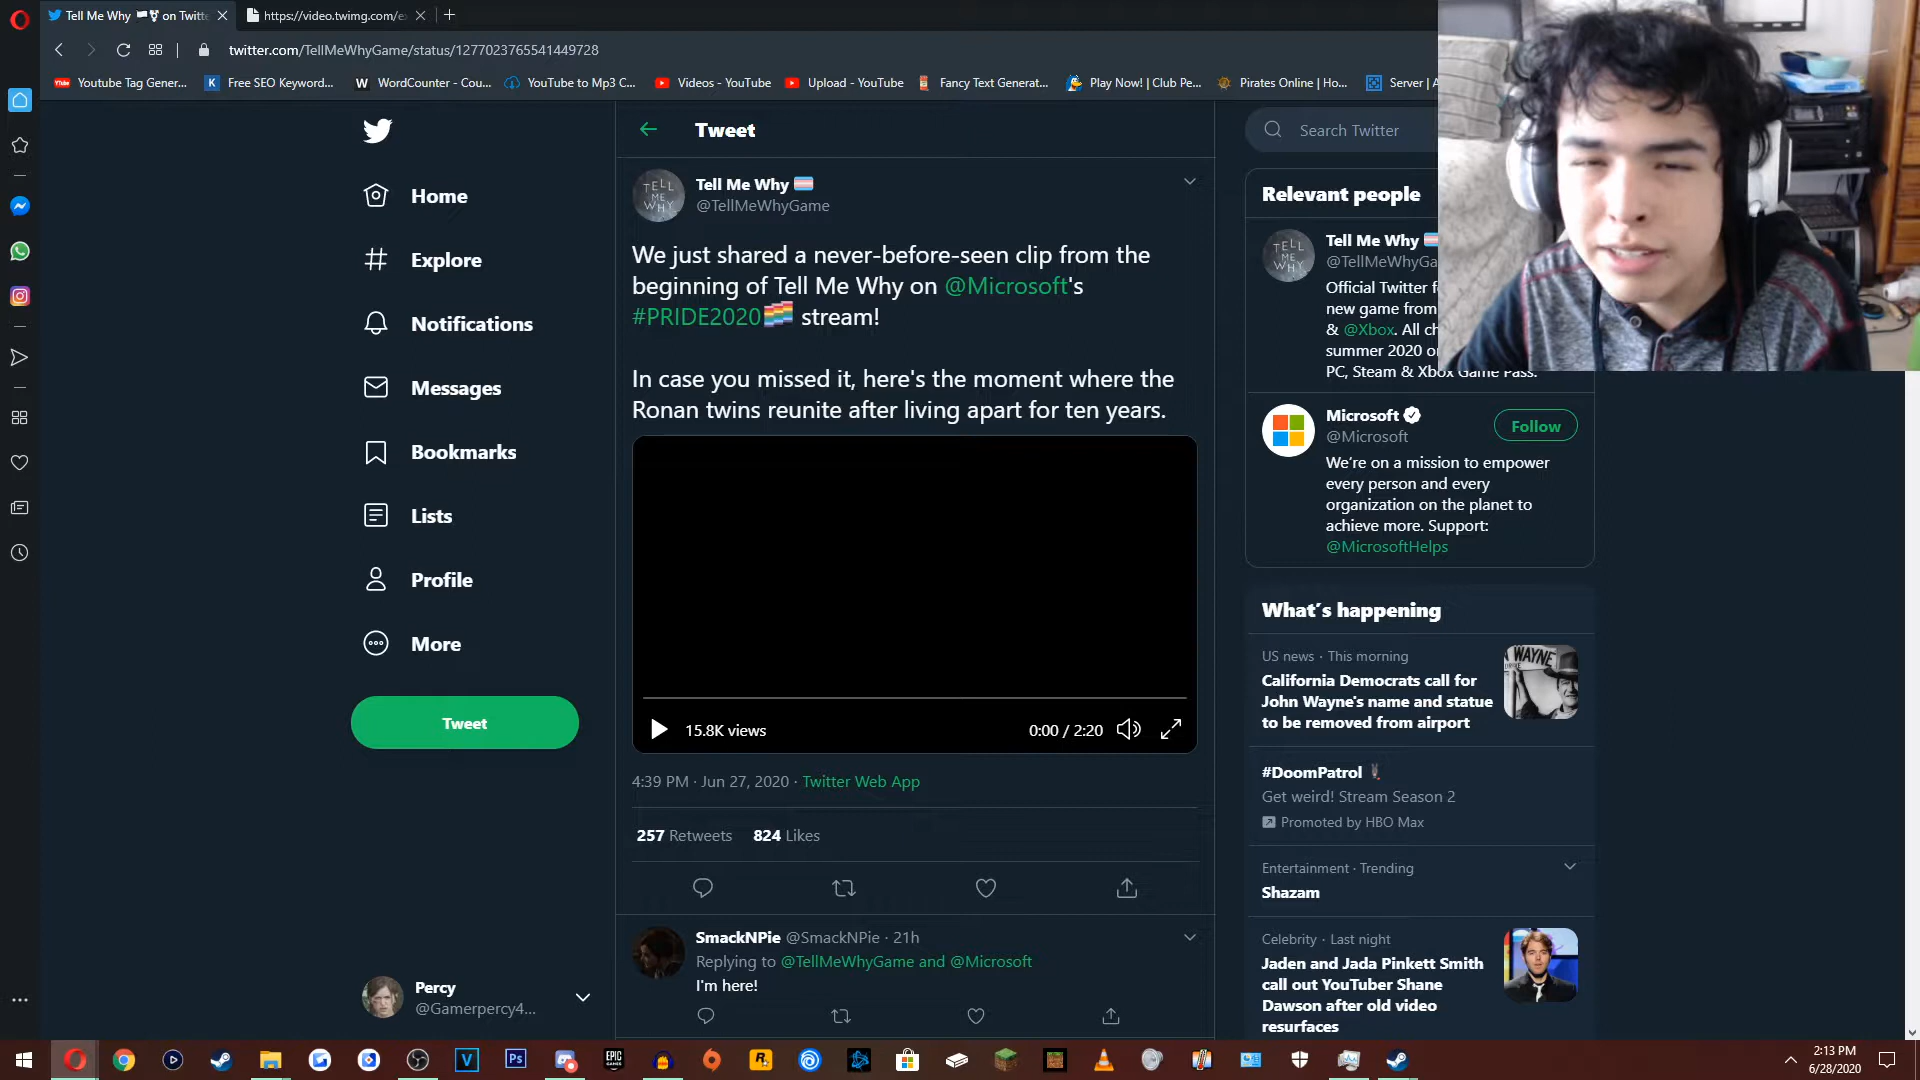 Tell Me Why 🏳️‍⚧️ on Twitte
https://video.twimg.com/ex
twitter.com/TellMeWhyGame/status/1277023765541449728
Youtube Tag Gener...
Free SEO Keyword...
WordCounter - Cou...
YouTube to Mp3 C...
Videos - YouTube
Upload - YouTube
Fancy Text Generat...
Play Now! | Club Pe...
Pirates Online | Ho...
Server | A
Home
Explore
Notifications
Messages
Bookmarks
Lists
Profile
More
Tweet
Percy
@Gamerpercy4...
Tweet
Tell Me Why 🏳️‍⚧️
@TellMeWhyGame
We just shared a never-before-seen clip from the
beginning of Tell Me Why on @Microsoft's
#PRIDE2020 stream!
In case you missed it, here's the moment where the
Ronan twins reunite after living apart for ten years.
15.8K views
0:00 / 2:20
4:39 PM · Jun 27, 2020 · Twitter Web App
257 Retweets 824 Likes
SmackNPie @SmackNPie · 21h
Replying to @TellMeWhyGame and @Microsoft
I'm here!
Search Twitter
Relevant people
Tell Me Why
@TellMeWhyGa
Official Twitter f
new game from
& @Xbox. All ch
summer 2020 o
PC, Steam & Xbox Game Pass.
Microsoft
@Microsoft
Follow
We're on a mission to empower
every person and every
organization on the planet to
achieve more. Support:
@MicrosoftHelps
What's happening
US news · This morning
California Democrats call for
John Wayne's name and statue
to be removed from airport
WAYNE
#DoomPatrol
Get weird! Stream Season 2
Promoted by HBO Max
Entertainment · Trending
Shazam
Celebrity · Last night
Jaden and Jada Pinkett Smith
call out YouTuber Shane
Dawson after old video
resurfaces
2:13 PM
6/28/2020